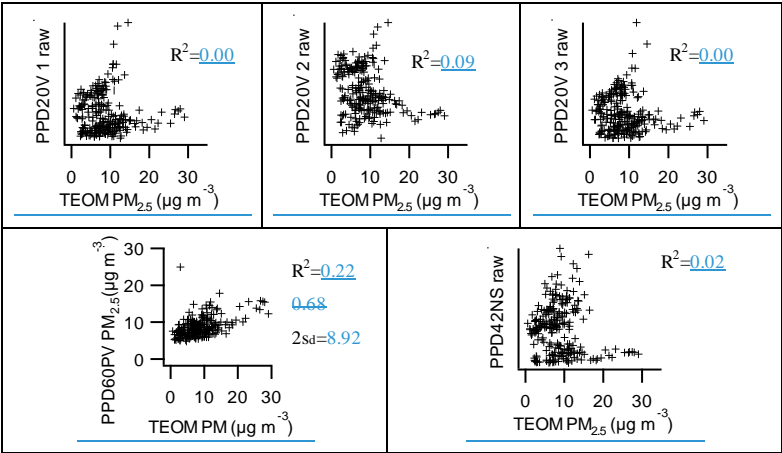 PPD20V 1 raw
R²=0.00
0 10 20 30
TEOM PM2.5 (µg m⁻³)
PPD20V 2 raw
R²=0.09
0 10 20 30
TEOM PM2.5 (µg m⁻³)
PPD20V 3 raw
R²=0.00
0 10 20 30
TEOM PM2.5 (µg m⁻³)
PPD60PV PM2.5(µg m⁻³)
30
20
10
0
R²=0.22
0.68
2sd=8.92
0 10 20 30
TEOM PM (µg m⁻³)
PPD42NS raw
R²=0.02
0 10 20 30
TEOM PM2.5 (µg m⁻³)